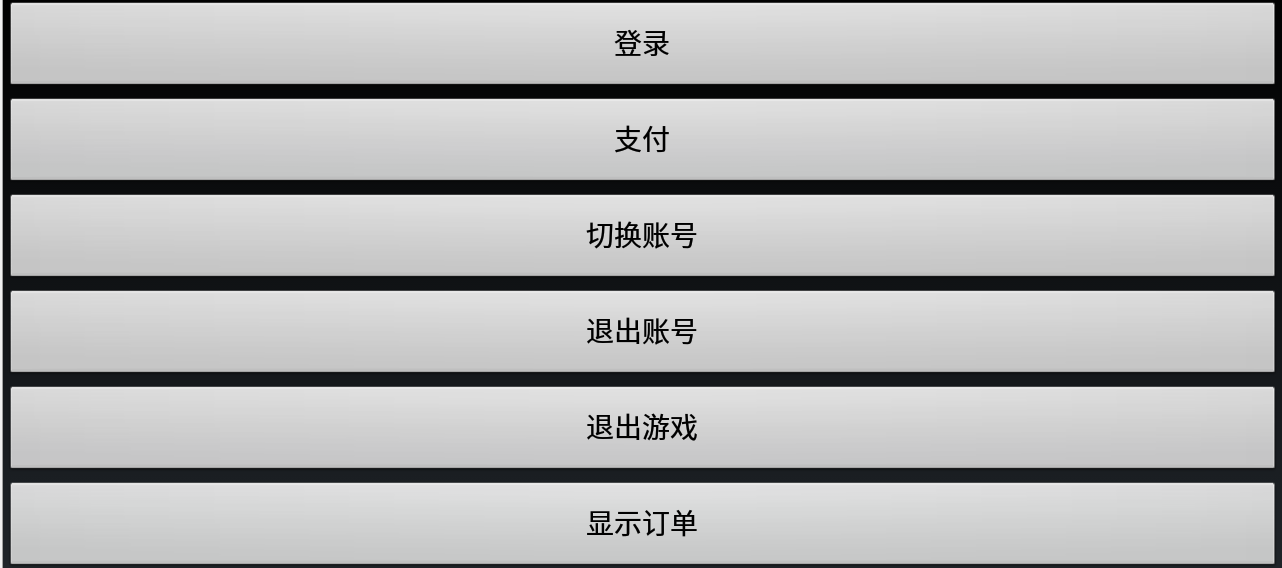 登录
支付
切换账号
退出账号
退出游戏
显示订单